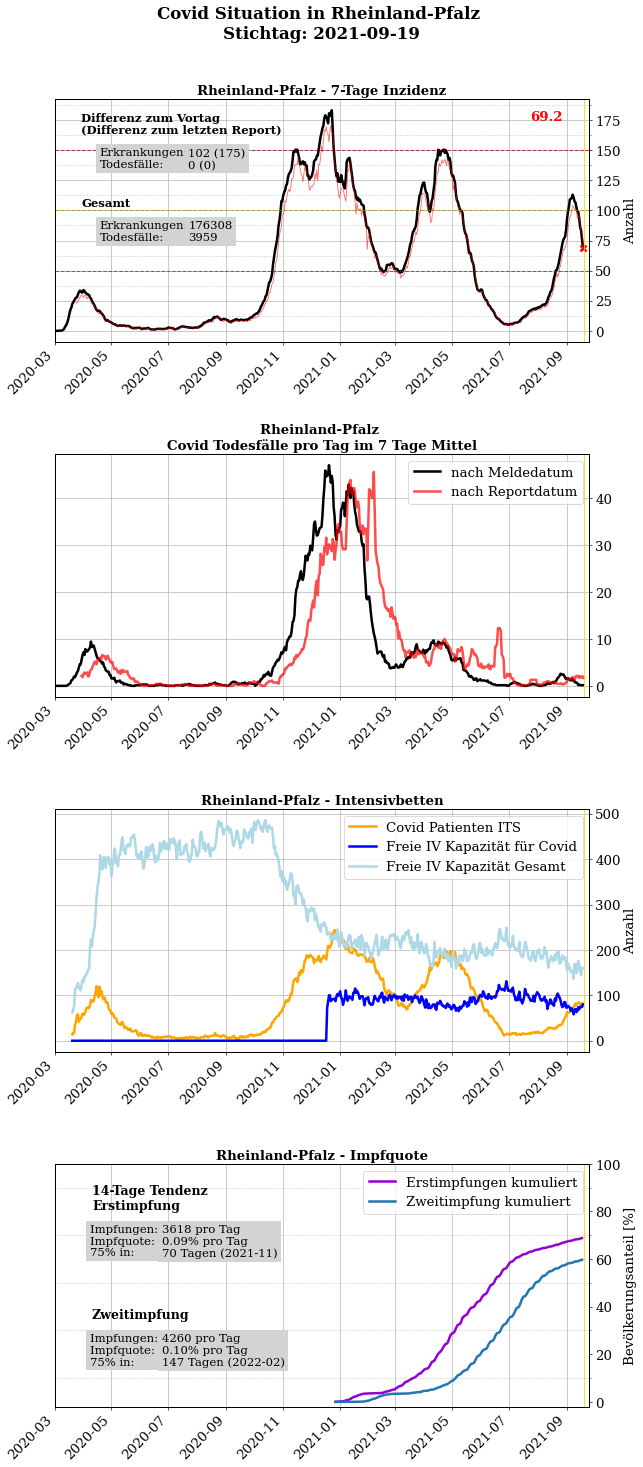 Covid Situation in Rheinland-Pfalz
Stichtag: 2021-09-19
Rheinland-Pfalz - 7-Tage Inzidenz
Differenz zum Vortag
(Differenz zum letzten Report)
Erkrankungen 102 (175)
Todesfälle: 0 (0)
Gesamt
Erkrankungen 176308
Todesfälle: 3959
69.2
175
150
125
100
75
50
25
0
Anzahl
2020-03 2020-05 2020-07 2020-09 2020-11 2021-01 2021-03 2021-05 2021-07 2021-09
Rheinland-Pfalz
Covid Todesfälle pro Tag im 7 Tage Mittel
nach Meldedatum
nach Reportdatum
40
30
20
10
0
2020-03 2020-05 2020-07 2020-09 2020-11 2021-01 2021-03 2021-05 2021-07 2021-09
Rheinland-Pfalz - Intensivbetten
Covid Patienten ITS
Freie IV Kapazität für Covid
Freie IV Kapazität Gesamt
500
400
300
200
100
0
Anzahl
2020-03 2020-05 2020-07 2020-09 2020-11 2021-01 2021-03 2021-05 2021-07 2021-09
Rheinland-Pfalz - Impfquote
14-Tage Tendenz
Erstimpfung
Impfungen: 3618 pro Tag
Impfquote: 0.09% pro Tag
75% in: 70 Tagen (2021-11)
Zweitimpfung
Impfungen: 4260 pro Tag
Impfquote: 0.10% pro Tag
75% in: 147 Tagen (2022-02)
Erstimpfungen kumuliert
Zweitimpfung kumuliert
100
80
60
40
20
0
Bevölkerungsanteil [%]
2020-03 2020-05 2020-07 2020-09 2020-11 2021-01 2021-03 2021-05 2021-07 2021-09